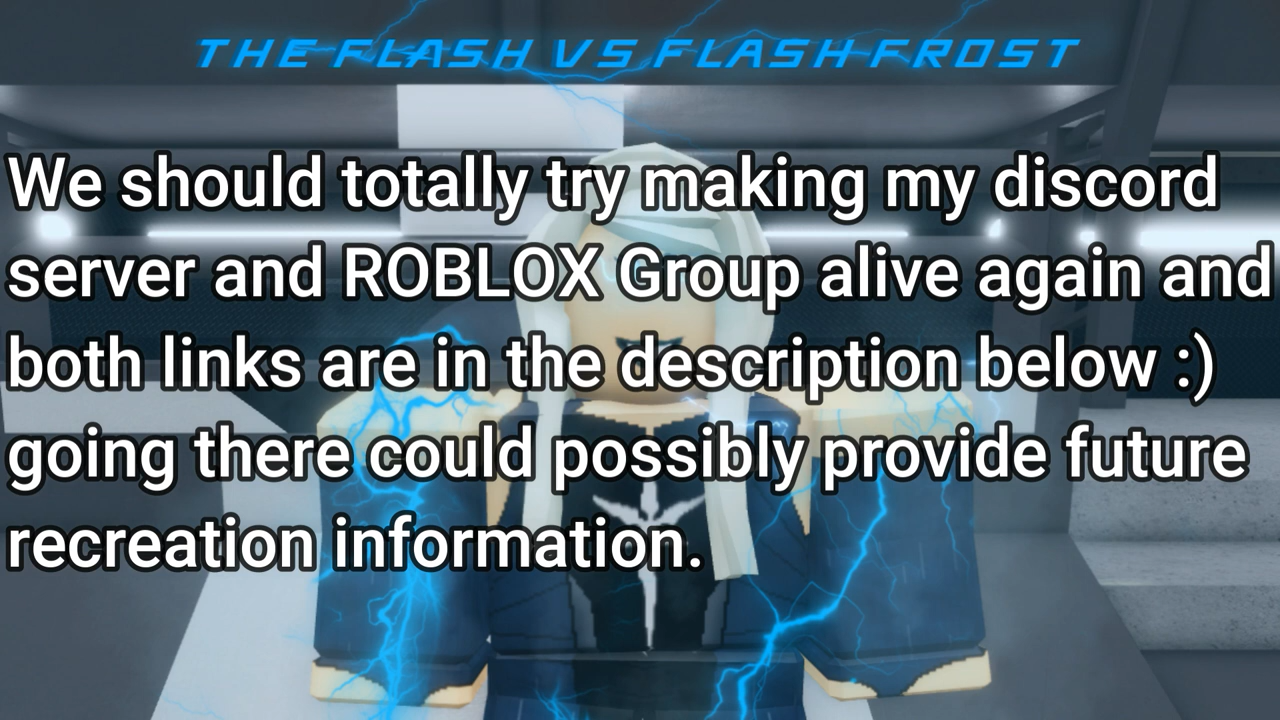 THE FLASH VS FLASH FROST
We should totally try making my discord
server and ROBLOX Group alive again and
both links are in the description below :)
going there could possibly provide future
recreation information.